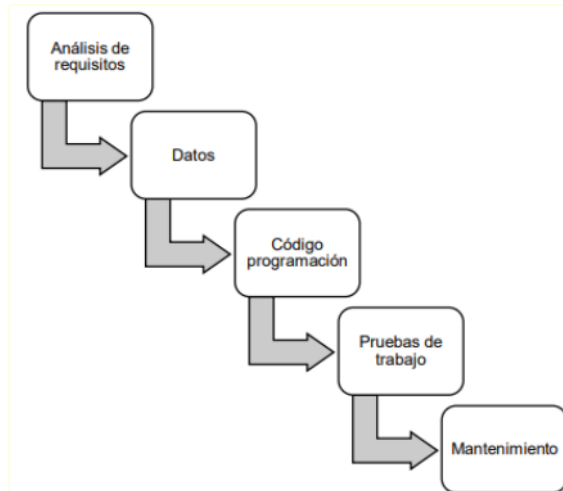 Análisis de
requisitos
Datos
Código
programación
Pruebas de
trabajo
Mantenimiento